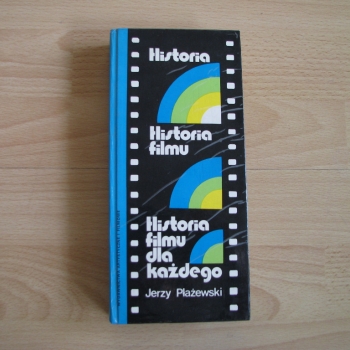 Historia
Historia
filmu
Historia
filmu
dla
każdego
Jerzy Płażewski